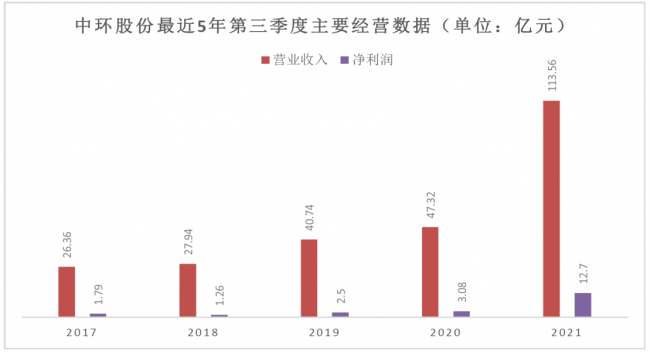 中环股份最近5年第三季度主要经营数据（单位：亿元）
营业收入 净利润
26.36 1.79 27.94 1.26 40.74 2.5 47.32 3.08 113.56 12.7
2017 2018 2019 2020 2021